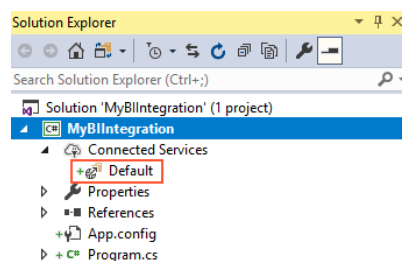 Solution Explorer
Search Solution Explorer (Ctrl+;)
Solution 'MyBIIntegration' (1 project)
C# MyBIIntegration
Connected Services
Default
Properties
References
App.config
C# Program.cs